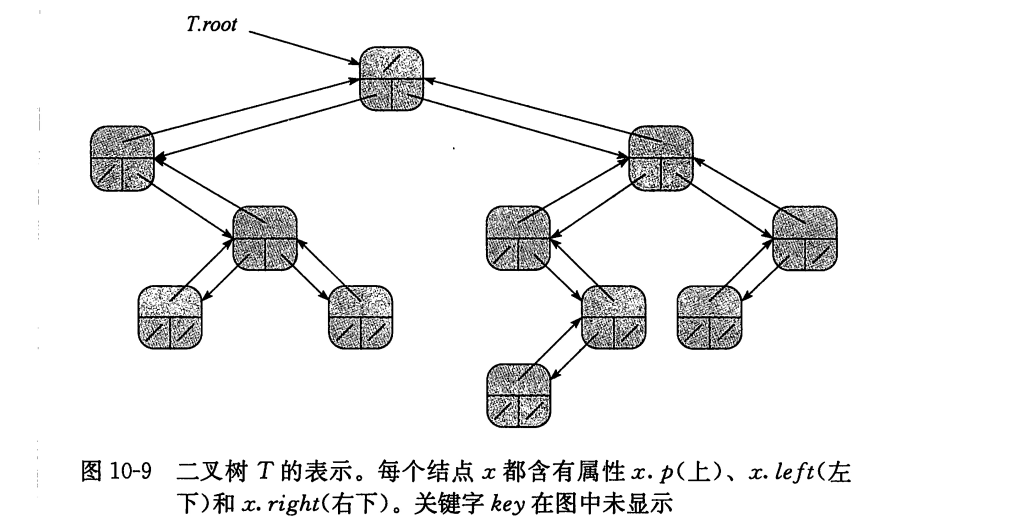 T.root
图 10-9 二叉树 T 的表示。每个结点 x 都含有属性 x. p(上)、x. left(左
下)和 x. right(右下)。关键字 key 在图中未显示